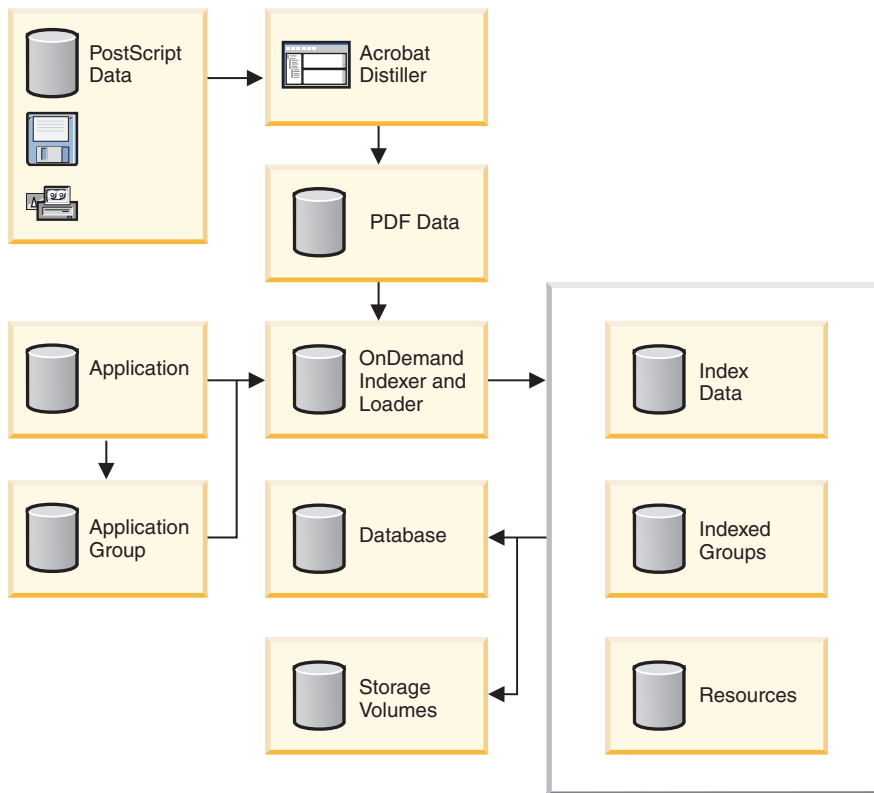 PostScript
Data
Acrobat
Distiller
PDF Data
Application
OnDemand
Indexer and
Loader
Index
Data
Application
Group
Database
Indexed
Groups
Storage
Volumes
Resources